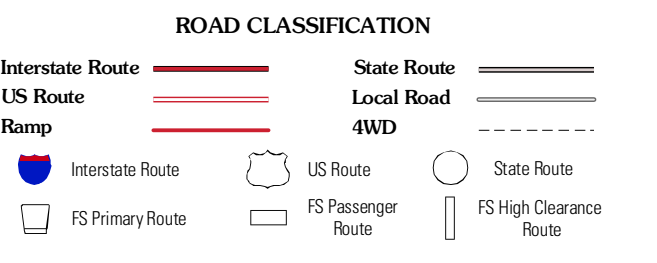 ROAD CLASSIFICATION
Interstate Route
State Route
US Route
Local Road
Ramp
4WD
Interstate Route
US Route
State Route
FS Primary Route
FS Passenger
Route
FS High Clearance
Route